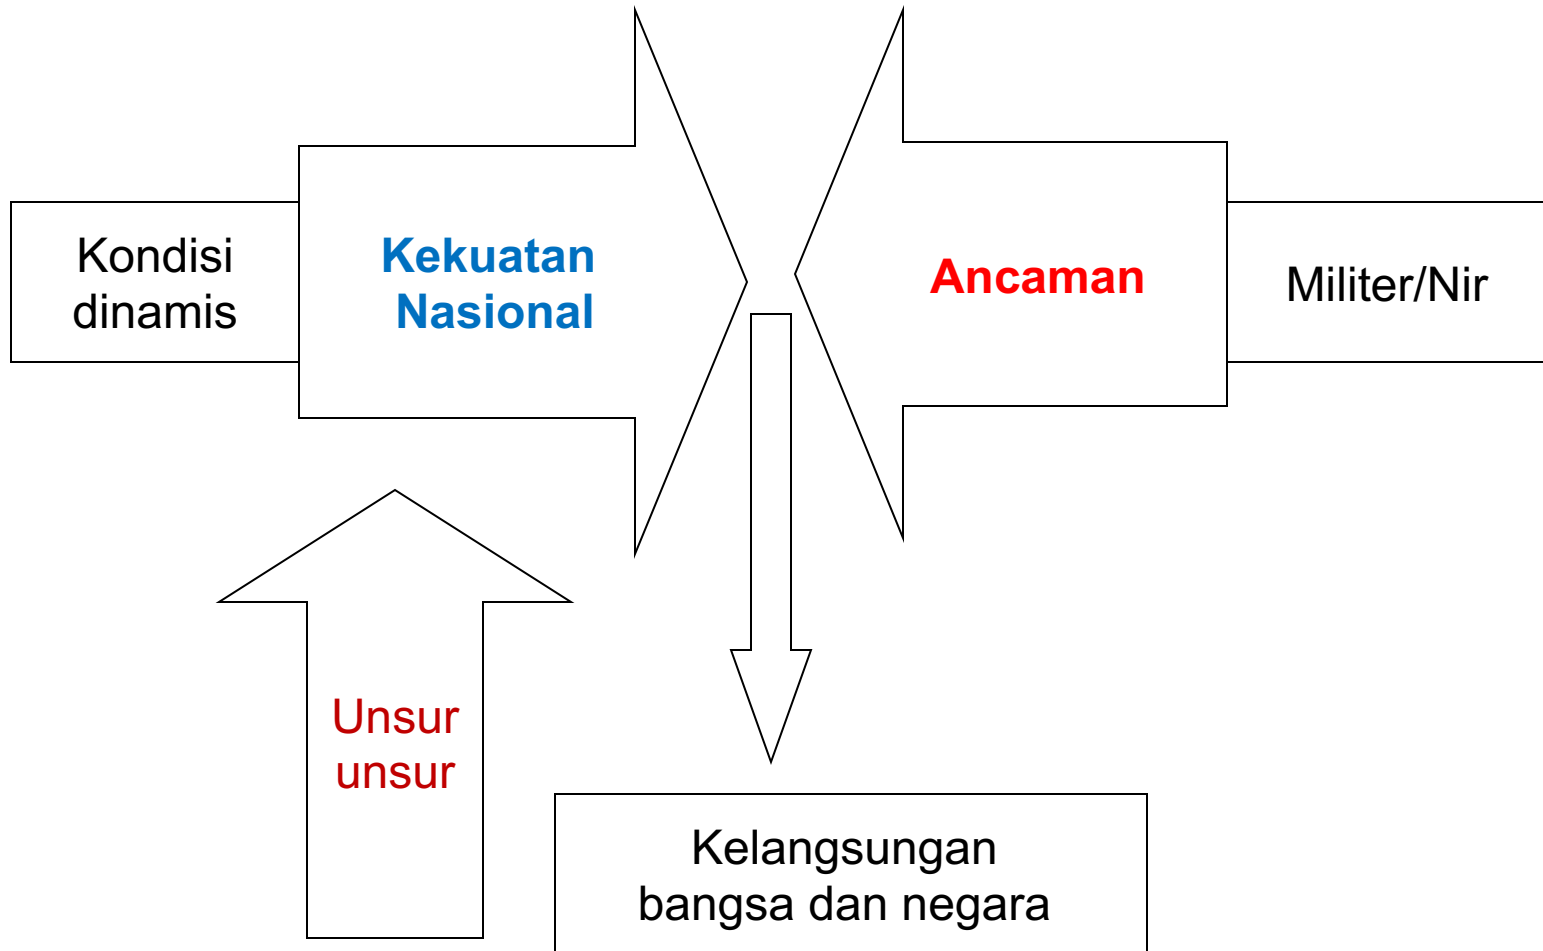 Kondisi
dinamis
Kekuatan
Nasional
Ancaman
Militer/Nir
Unsur
unsur
Kelangsungan
bangsa dan negara